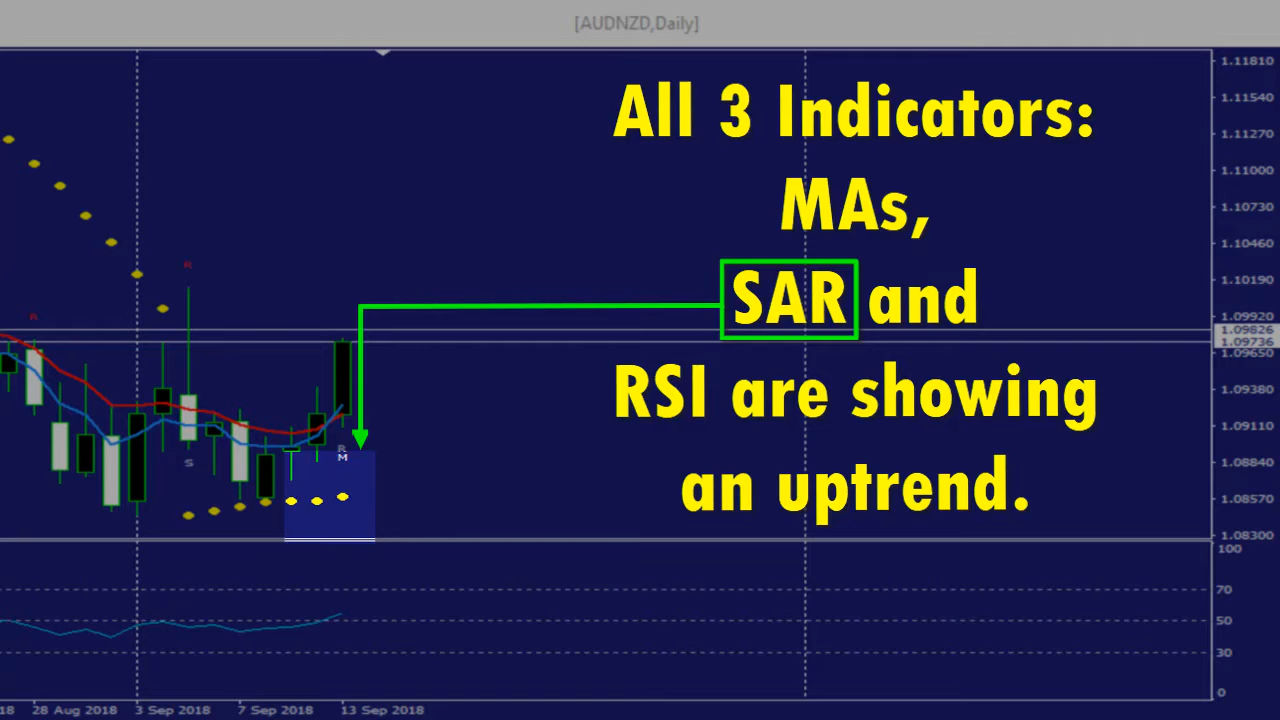 [AUDNZD,Daily]
All 3 Indicators:
MAs,
SAR and
RSI are showing
an uptrend.
1.11810
1.11540
1.11270
1.11000
1.10730
1.10460
1.10190
1.09920
1.09826
1.09736
1.09650
1.09380
1.09110
1.08840
1.08570
1.08300
R
R
S
R
M
100
70
50
30
0
18
28 Aug 2018
3 Sep 2018
7 Sep 2018
13 Sep 2018